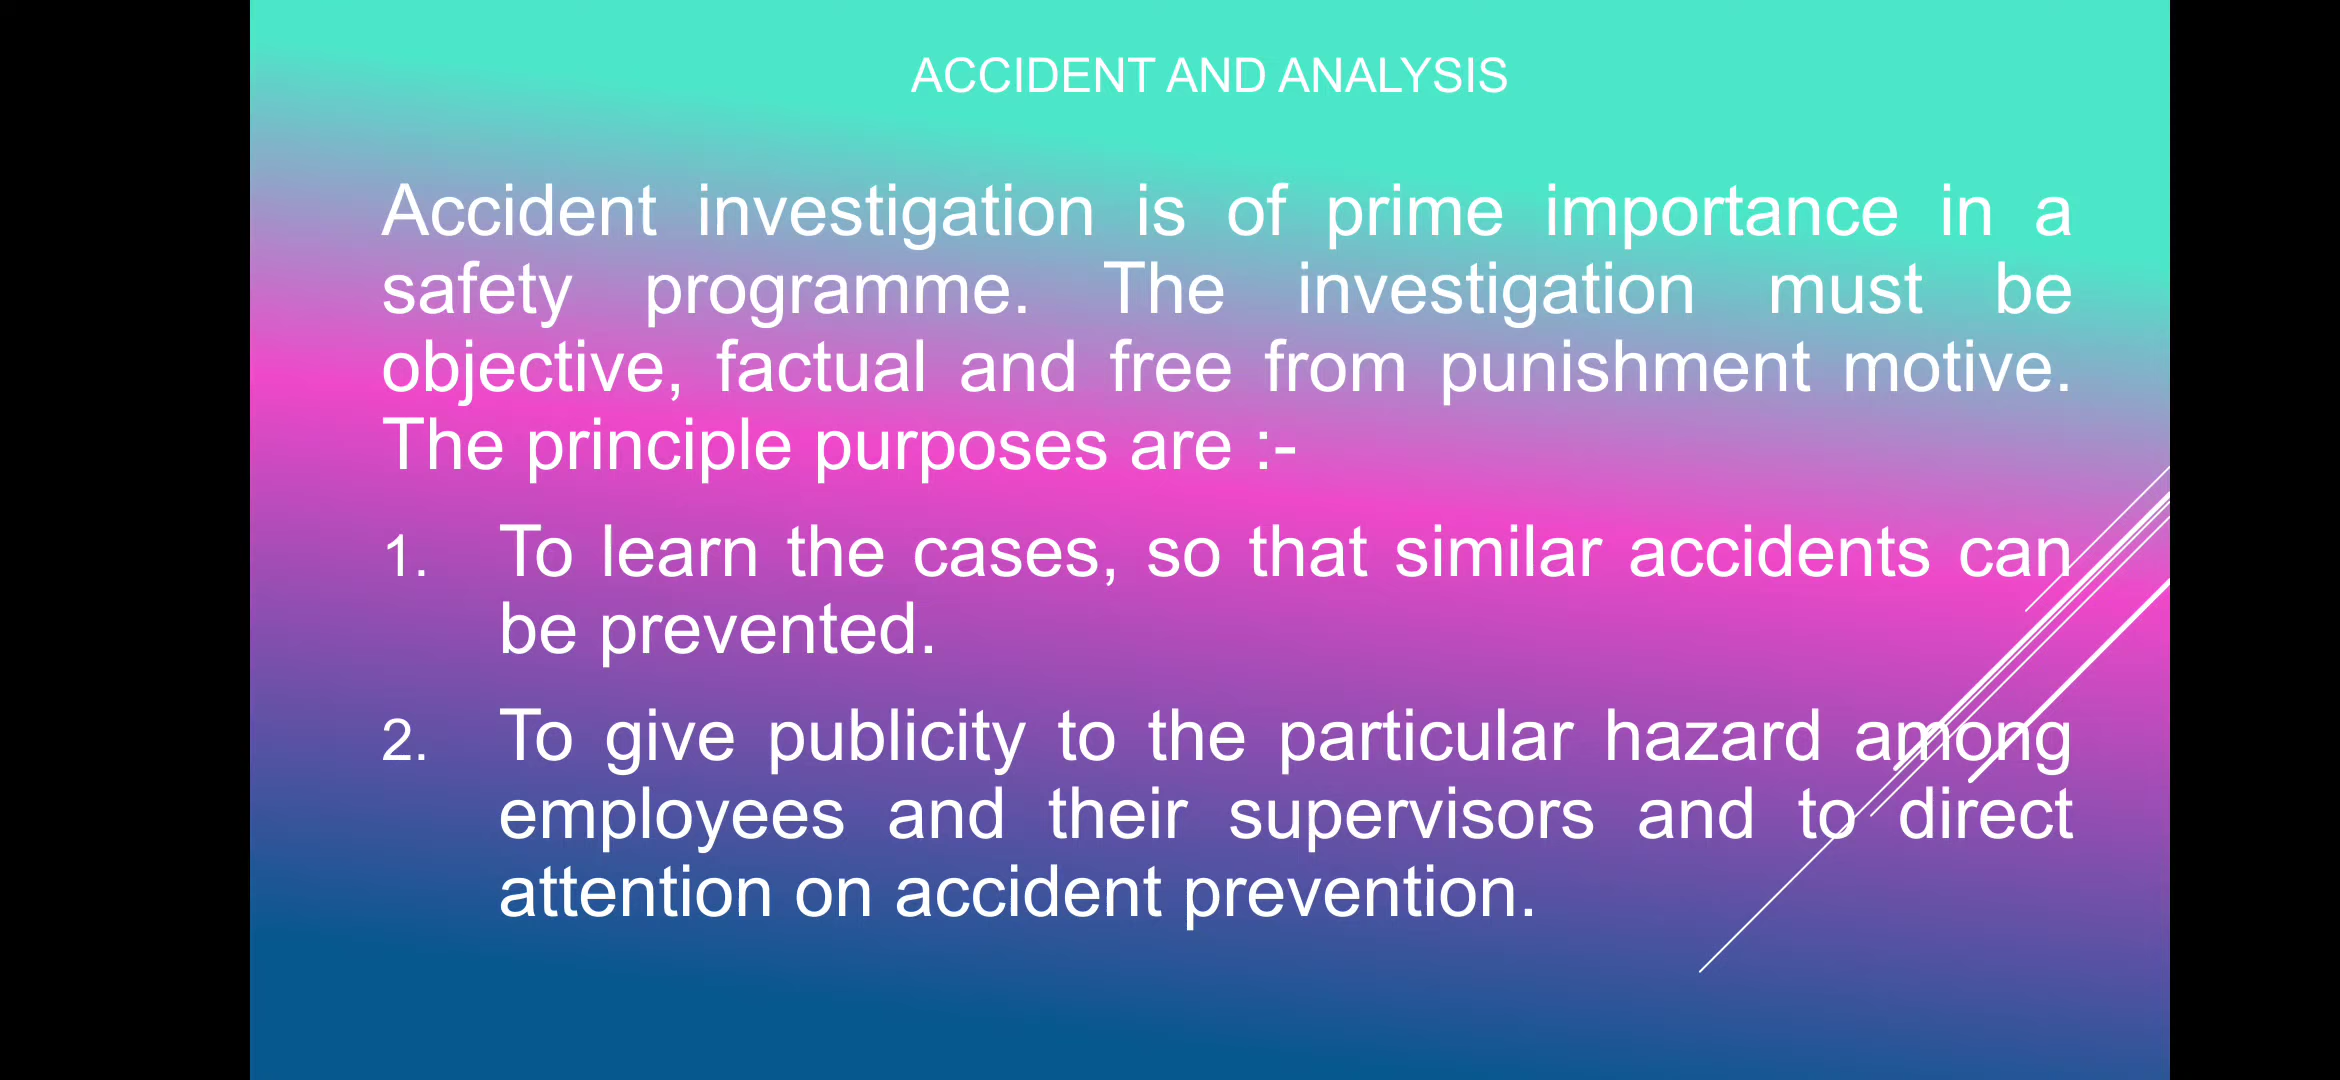 ACCIDENT AND ANALYSIS
Accident investigation is of prime importance in a
safety programme. The investigation must be
objective, factual and free from punishment motive.
The principle purposes are :-
1. To learn the cases, so that similar accidents can
be prevented.
2. To give publicity to the particular hazard among
employees and their supervisors and to direct
attention on accident prevention.